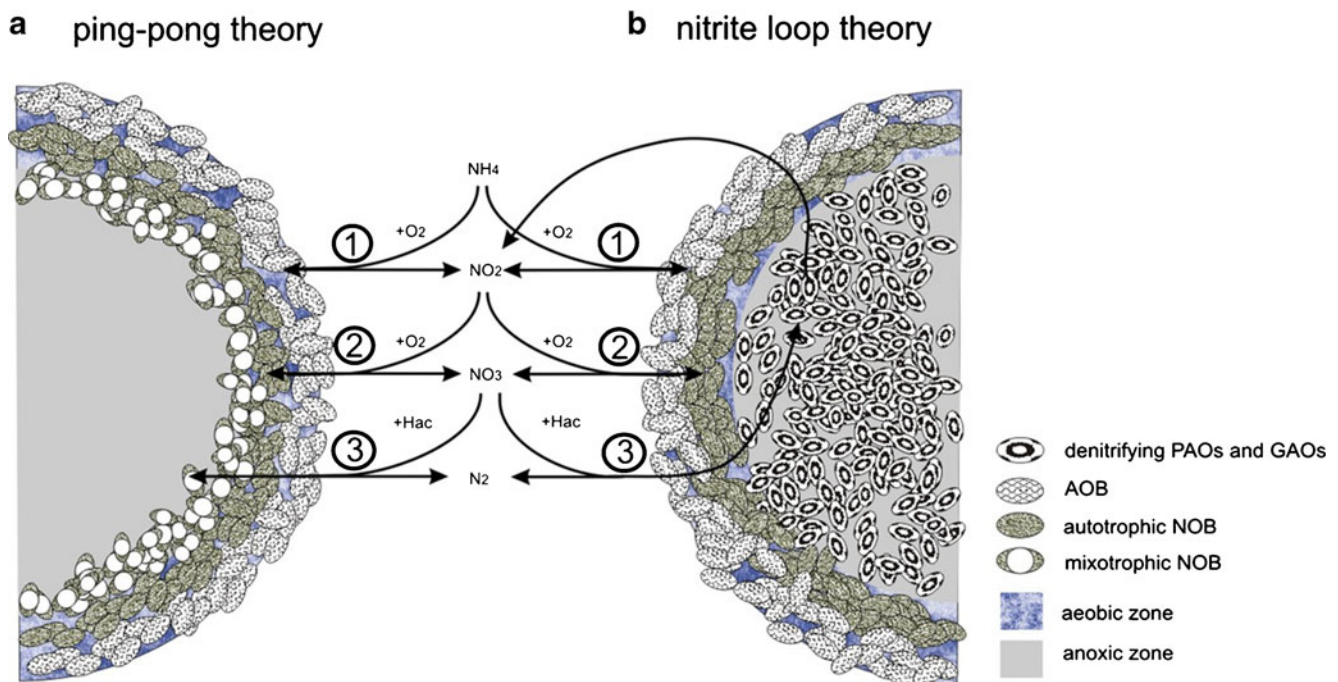 a ping-pong theory
b nitrite loop theory
NH4
+O2 +O2
1 1
NO2
+O2 +O2
2 2
NO3
+Hac +Hac
3 3
N2
denitrifying PAOs and GAOs
AOB
autotrophic NOB
mixotrophic NOB
aeobic zone
anoxic zone